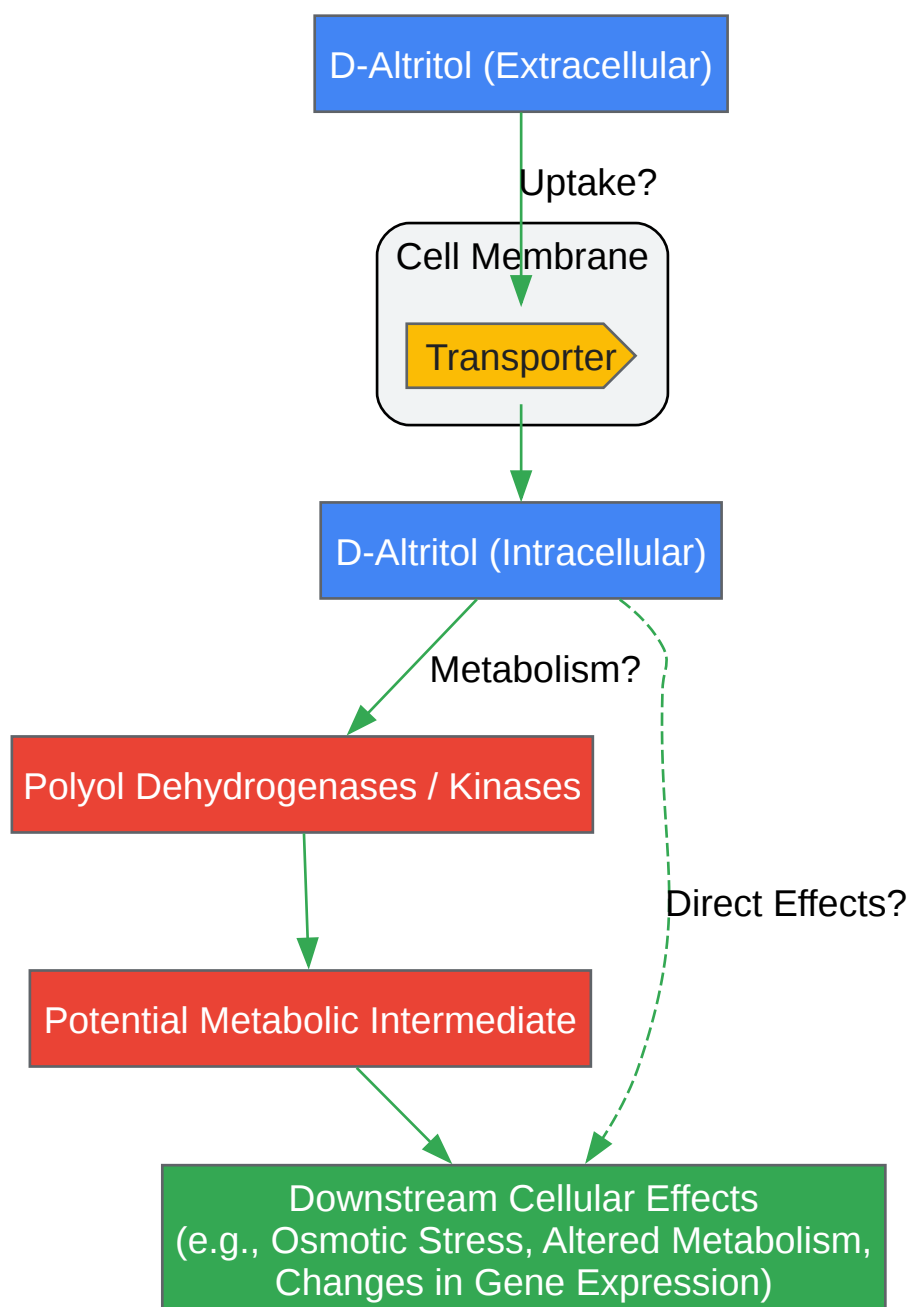 D-Altritol (Extracellular)
Uptake?
Cell Membrane
Transporter
D-Altritol (Intracellular)
Metabolism?
Polyol Dehydrogenases / Kinases
Direct Effects?
Potential Metabolic Intermediate
Downstream Cellular Effects
(e.g., Osmotic Stress, Altered Metabolism,
Changes in Gene Expression)